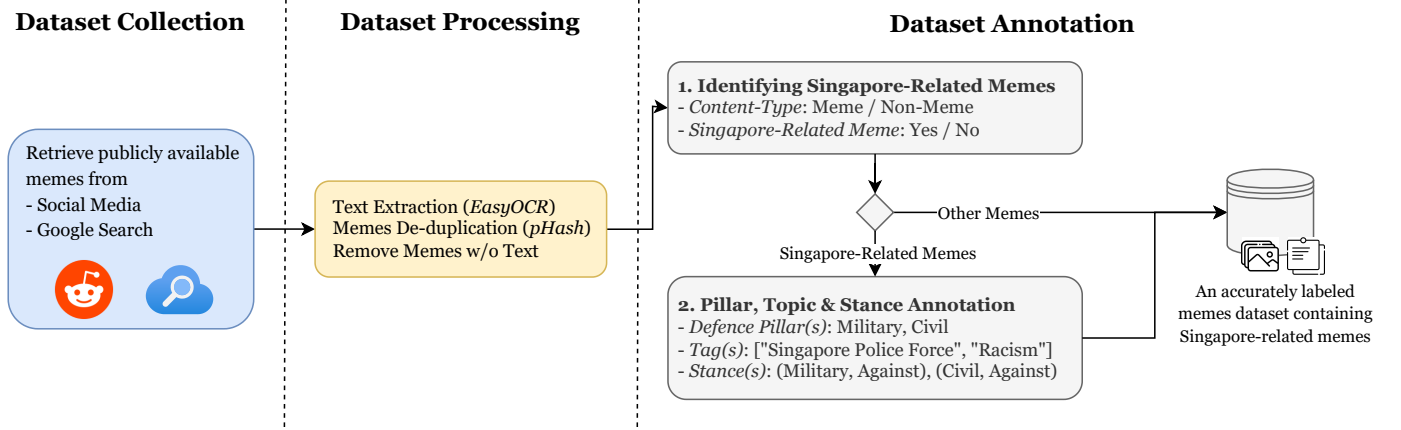 Dataset Collection
Dataset Processing
Dataset Annotation
Retrieve publicly available
memes from
- Social Media
- Google Search
Text Extraction (EasyOCR)
Memes De-duplication (pHash)
Remove Memes w/o Text
1. Identifying Singapore-Related Memes
- Content-Type: Meme / Non-Meme
- Singapore-Related Meme: Yes / No
Other Memes
Singapore-Related Memes
2. Pillar, Topic & Stance Annotation
- Defence Pillar(s): Military, Civil
- Tag(s): ["Singapore Police Force", "Racism"]
- Stance(s): (Military, Against), (Civil, Against)
An accurately labeled
memes dataset containing
Singapore-related memes